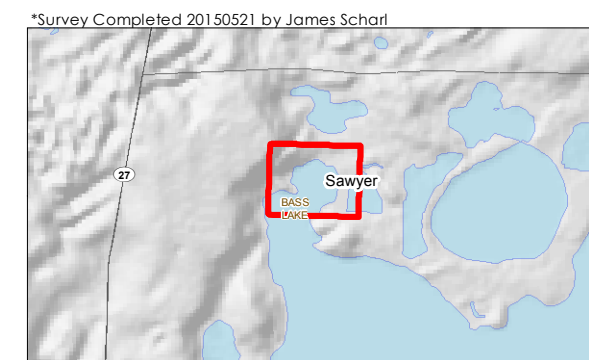 *Survey Completed 20150521 by James Scharl
27
Sawyer
BASS
LAKE